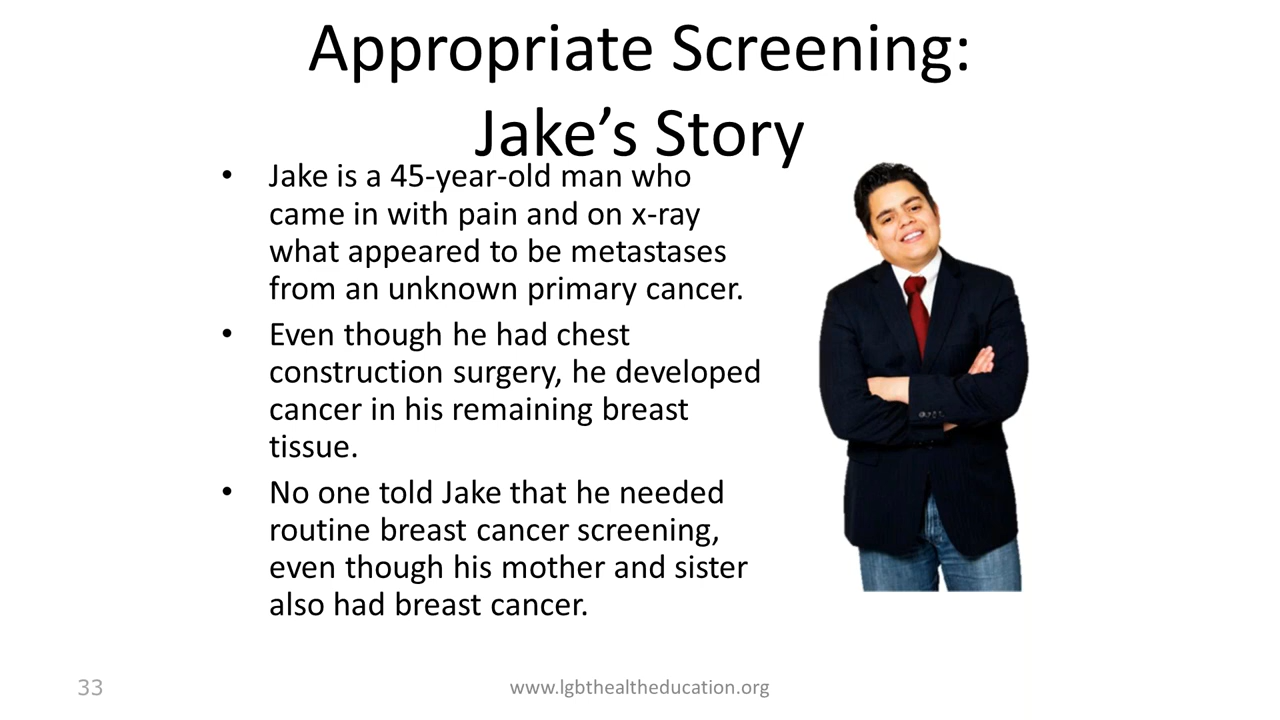 Appropriate Screening:
Jake’s Story
• Jake is a 45-year-old man who
came in with pain and on x-ray
what appeared to be metastases
from an unknown primary cancer.
• Even though he had chest
construction surgery, he developed
cancer in his remaining breast
tissue.
• No one told Jake that he needed
routine breast cancer screening,
even though his mother and sister
also had breast cancer.
33
www.lgbthealtheducation.org